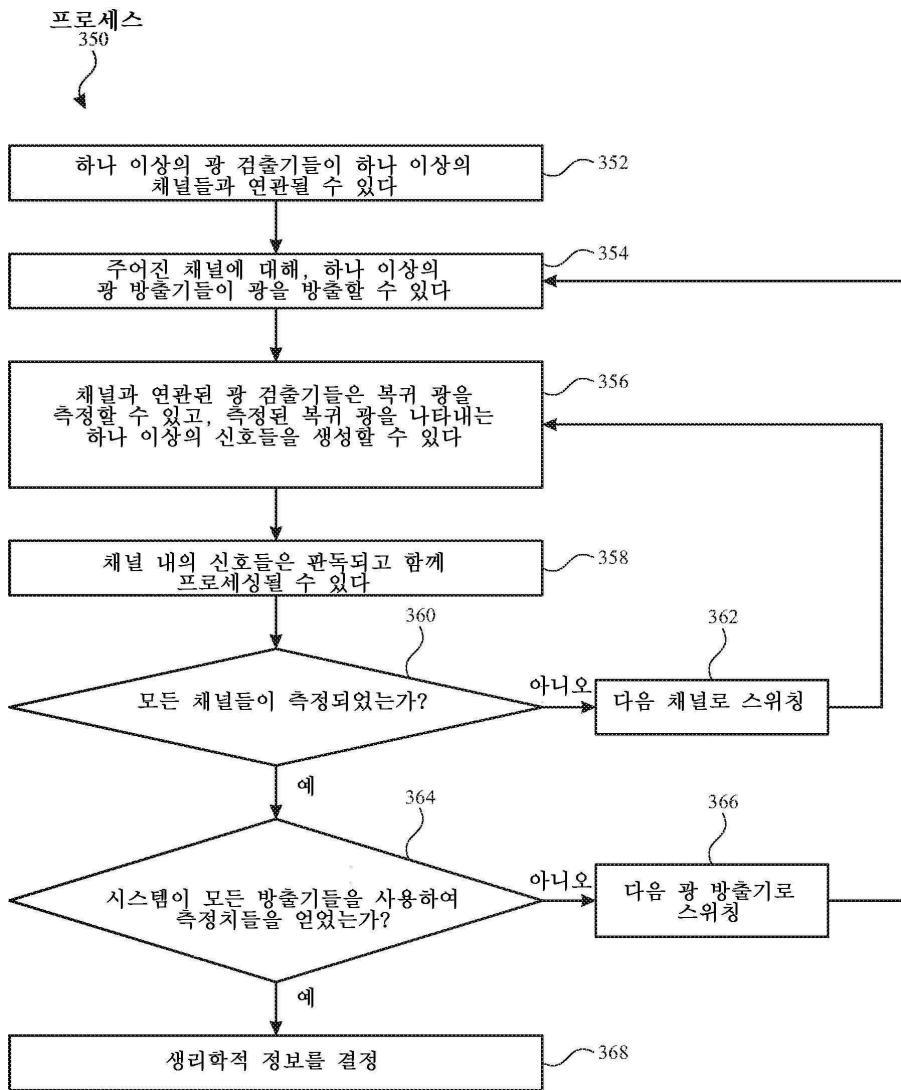 프로세스
350
하나 이상의 광 검출기들이 하나 이상의
채널들과 연관될 수 있다
352
주어진 채널에 대해, 하나 이상의
광 방출기들이 광을 방출할 수 있다
354
채널과 연관된 광 검출기들은 복귀 광을
측정할 수 있고, 측정된 복귀 광을 나타내는
하나 이상의 신호들을 생성할 수 있다
356
채널 내의 신호들은 판독되고 함께
프로세싱될 수 있다
358
360
모든 채널들이 측정되었는가?
아니오
362
다음 채널로 스위칭
예
364
시스템이 모든 방출기들을 사용하여
측정치들을 얻었는가?
아니오
366
다음 광 방출기로
스위칭
예
생리학적 정보를 결정
368